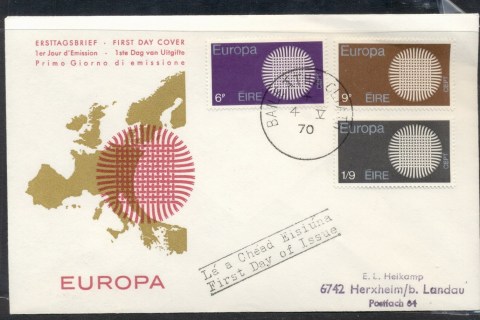 ERSTTAGSBRIEF · FIRST DAY COVER
1er Jour d'Emission · 1ste Dag van Uitgifte
Primo Giorno di emissione
Europa
6p ÉIRE
Europa
9p ÉIRE
Europa
1/9 ÉIRE
4 V
70
Lá a Chéad Eisiúna
First Day of Issue
EUROPA
E. L. Heikamp
6742 Herxheim/b. Landau
Postfach 64